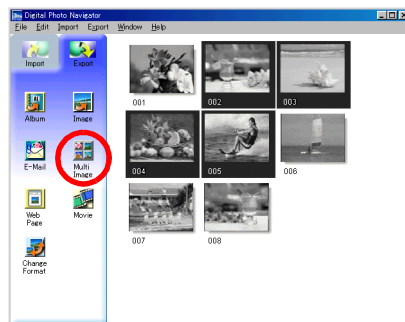 Digital Photo Navigator
File Edit Import Export Window Help
Import Export
Album Image
E-Mail Multi
Image
Web
Page Movie
Change
Format
001 002 003
004 005 006
007 008